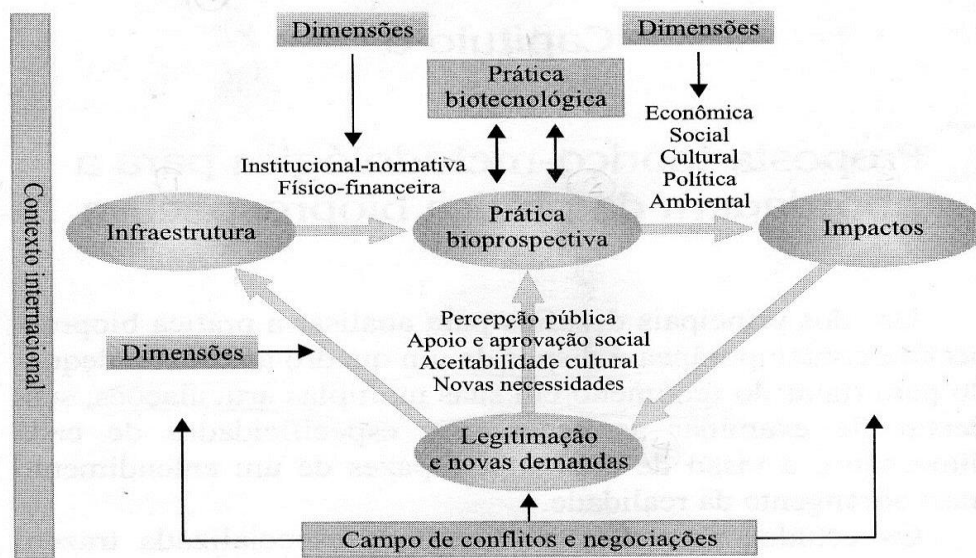 Dimensões
Dimensões
Prática
biotecnológica
Econômica
Social
Cultural
Política
Ambiental
Institucional-normativa
Físico-financeira
Contexto internacional
Infraestrutura
Prática
bioprospectiva
Impactos
Percepção pública
Apoio e aprovação social
Aceitabilidade cultural
Novas necessidades
Dimensões
Legitimação
e novas demandas
Campo de conflitos e negociações